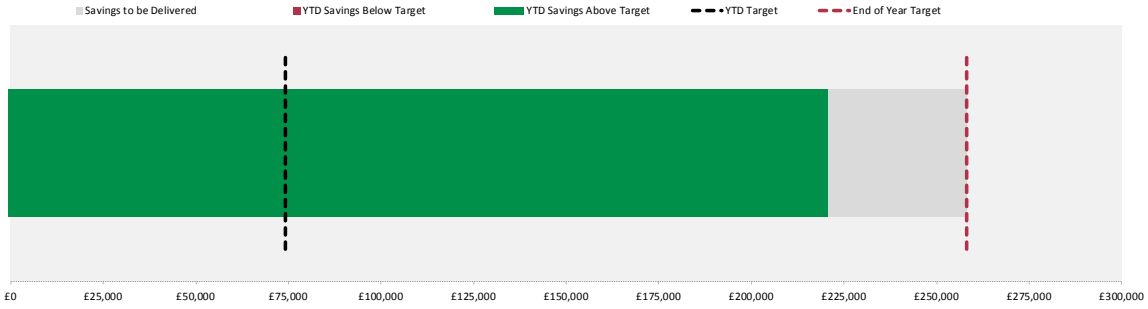 Savings to be Delivered YTD Savings Below Target YTD Savings Above Target YTD Target End of Year Target
£0 £25,000 £50,000 £75,000 £100,000 £125,000 £150,000 £175,000 £200,000 £225,000 £250,000 £275,000 £300,000